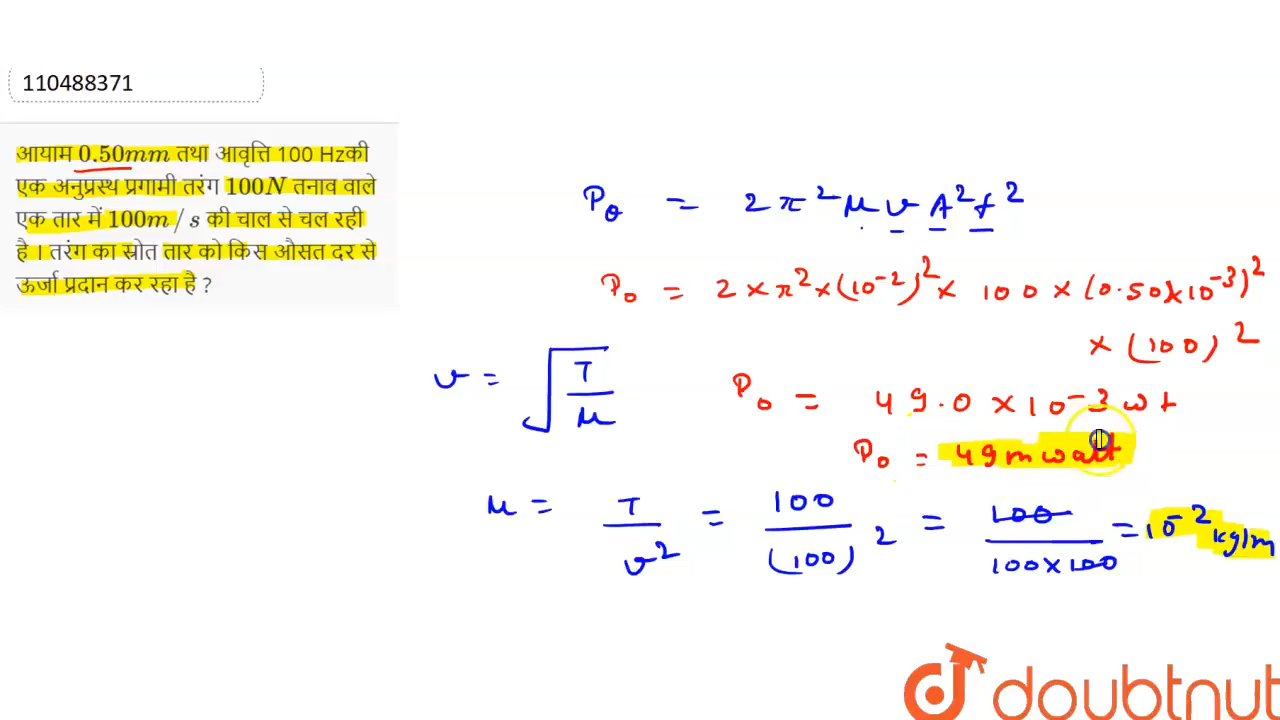 110488371
आयाम 0.50mm तथा आवृत्ति 100 Hzकी
एक अनुप्रस्थ प्रगामी तरंग 100N तनाव वाले
एक तार में 100m/s की चाल से चल रही
है । तरंग का स्रोत तार को किस औसत दर से
ऊर्जा प्रदान कर रहा है ?
P₀ = 2π²μvA²f²
P₀ = 2×π²×(10⁻²)²× 100 ×(0.50×10⁻³)²
× (100)²
v = √(T/μ)
P₀ = 49.0 ×10⁻³ wt
P₀ = 49mwatt
μ = T/v² = 100/(100)² = 100/100×100 = 10⁻² kg/m
doubtnut